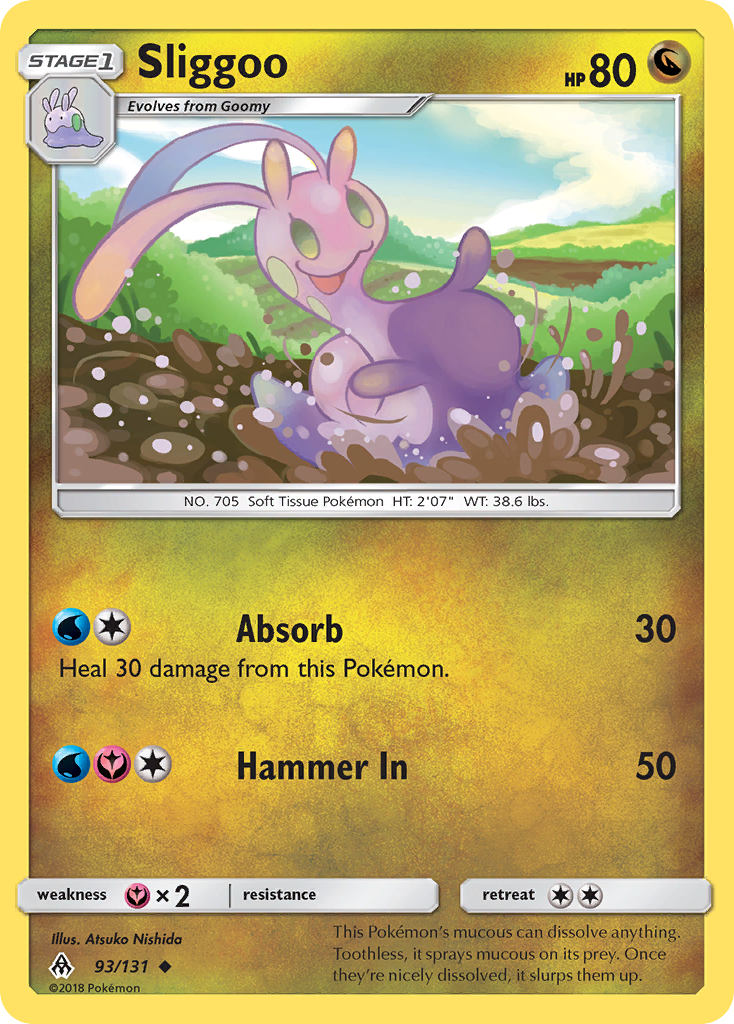 STAGE1
Sliggoo
HP80
Evolves from Goomy
NO. 705 Soft Tissue Pokémon HT: 2'07" WT: 38.6 lbs.
Absorb 30
Heal 30 damage from this Pokémon.
Hammer In 50
weakness ×2 resistance retreat
Illus. Atsuko Nishida
93/131
©2018 Pokémon
This Pokémon's mucous can dissolve anything.
Toothless, it sprays mucous on its prey. Once
they're nicely dissolved, it slurps them up.